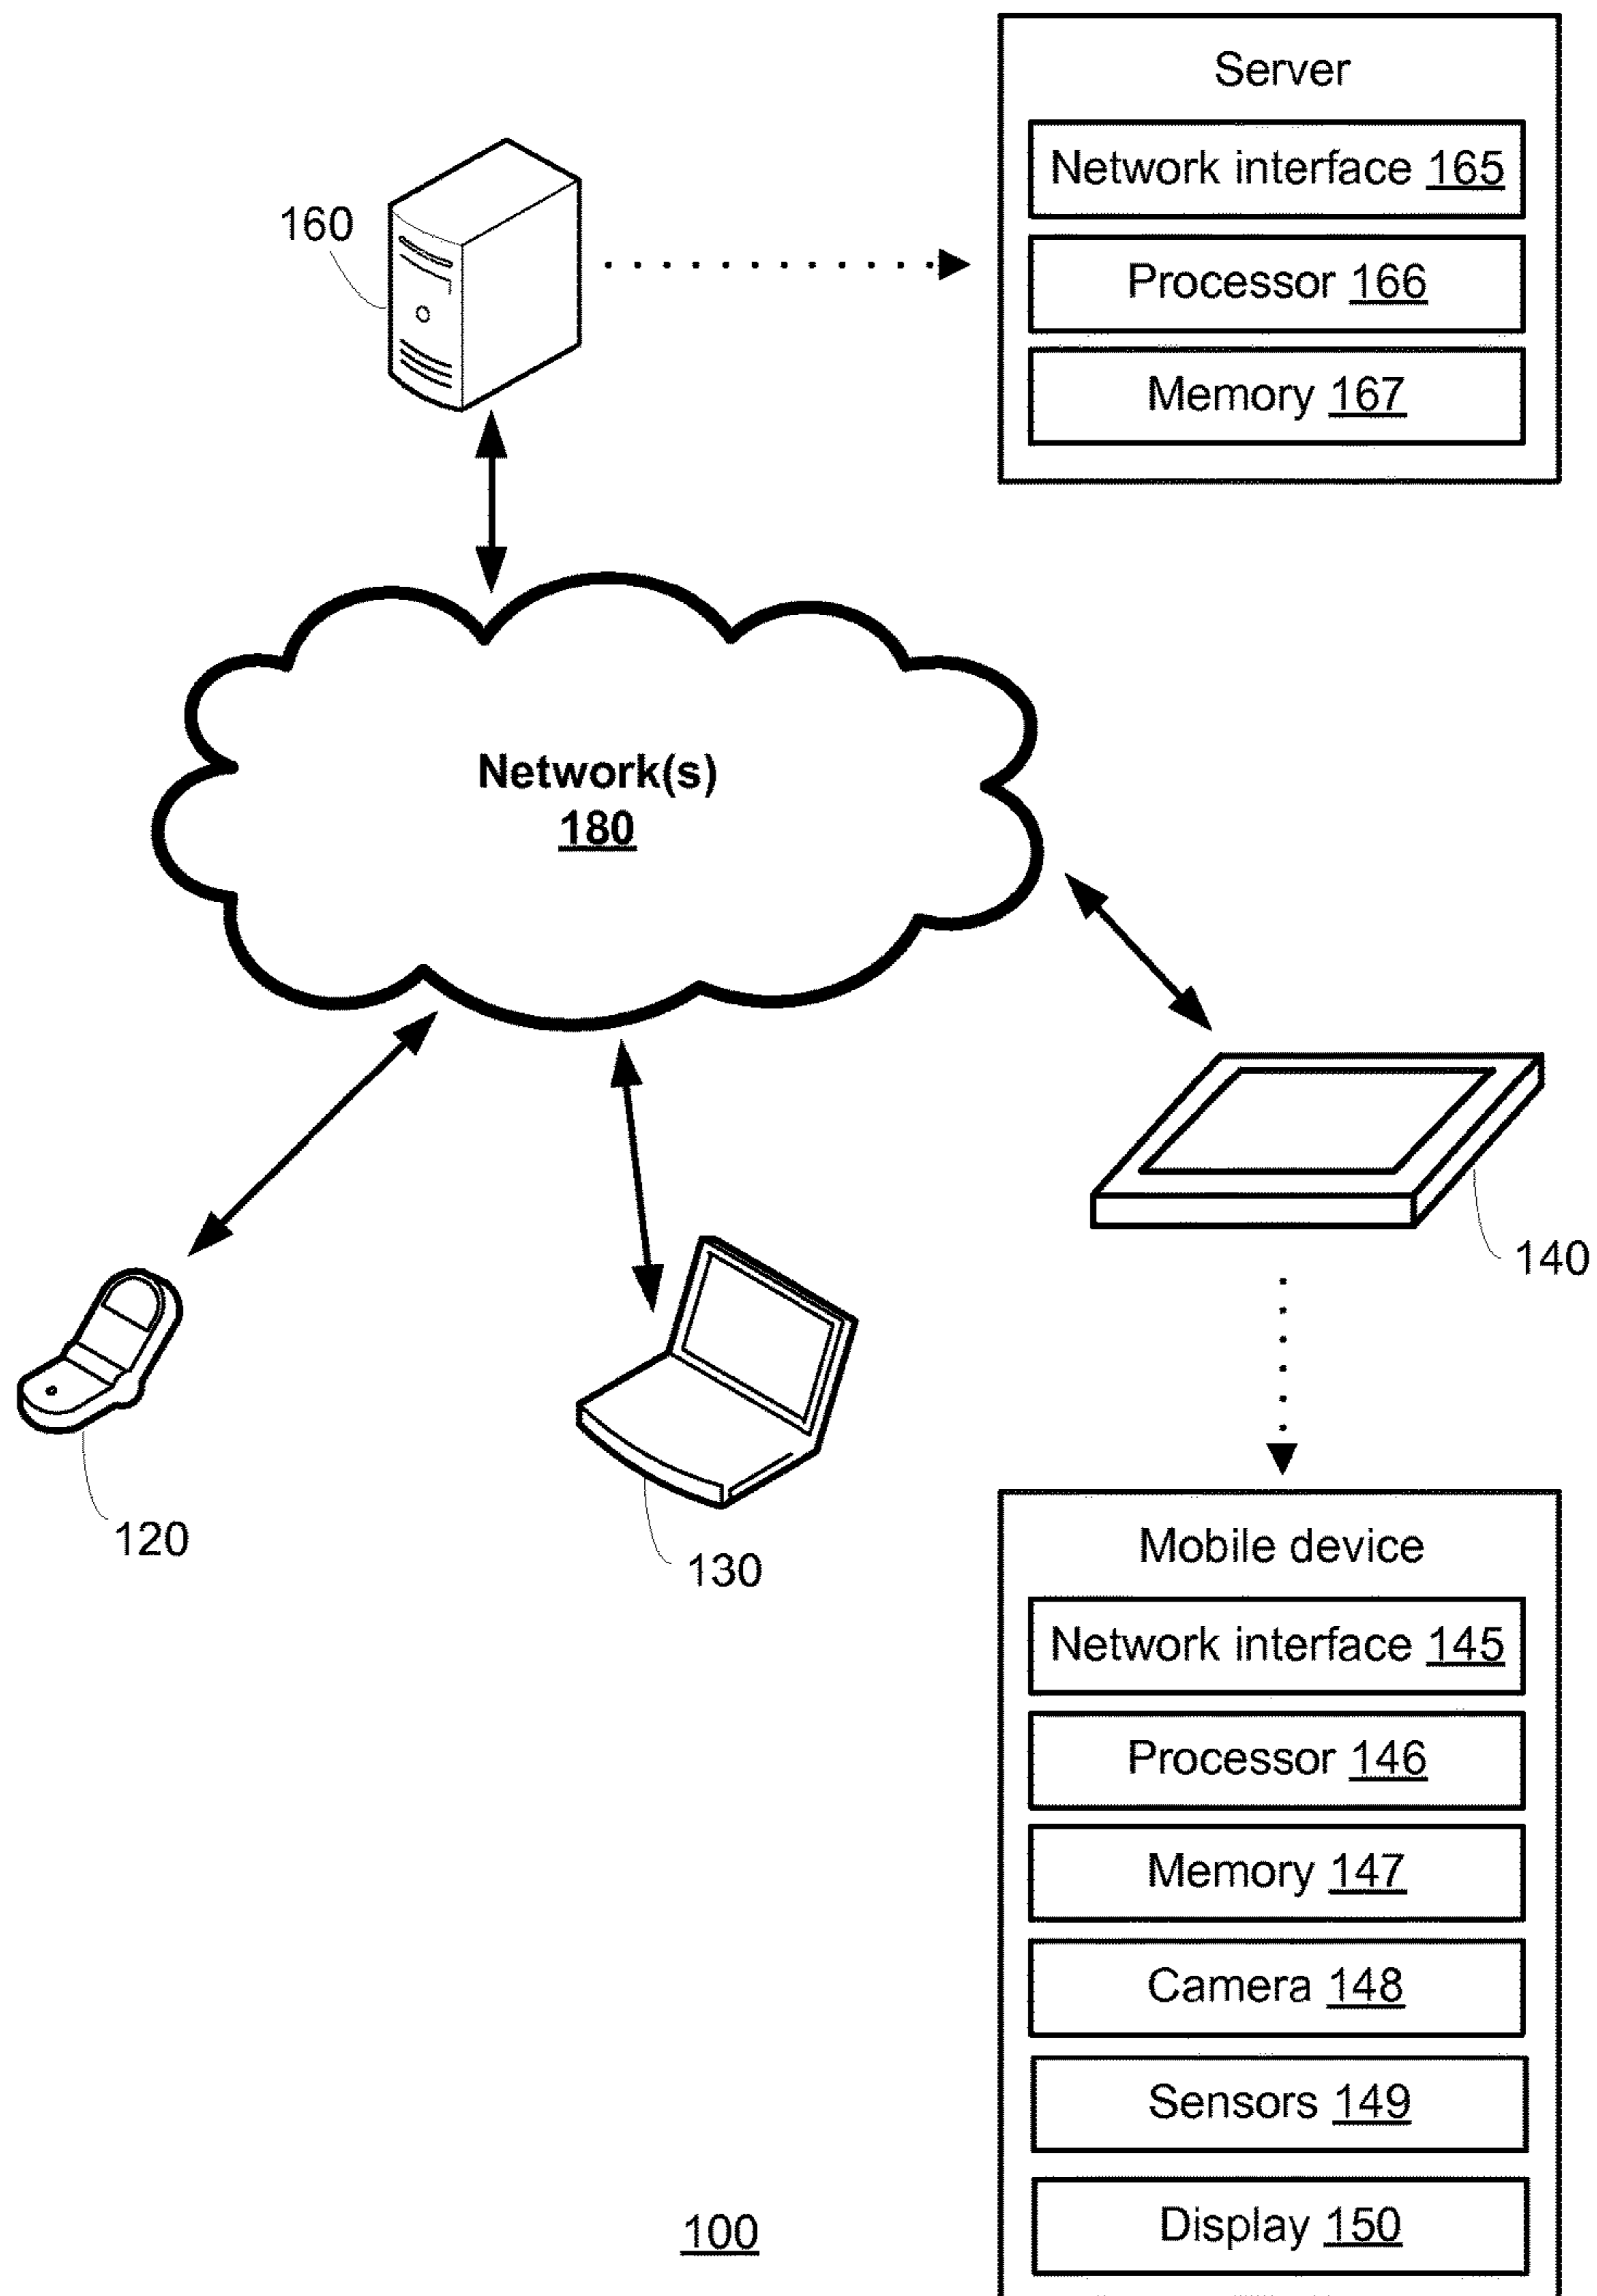 Server
Network interface 165
160
Processor 166
Memory 167
Network(s)
180
140
120
130
Mobile device
Network interface 145
Processor 146
Memory 147
Camera 148
Sensors 149
Display 150
100